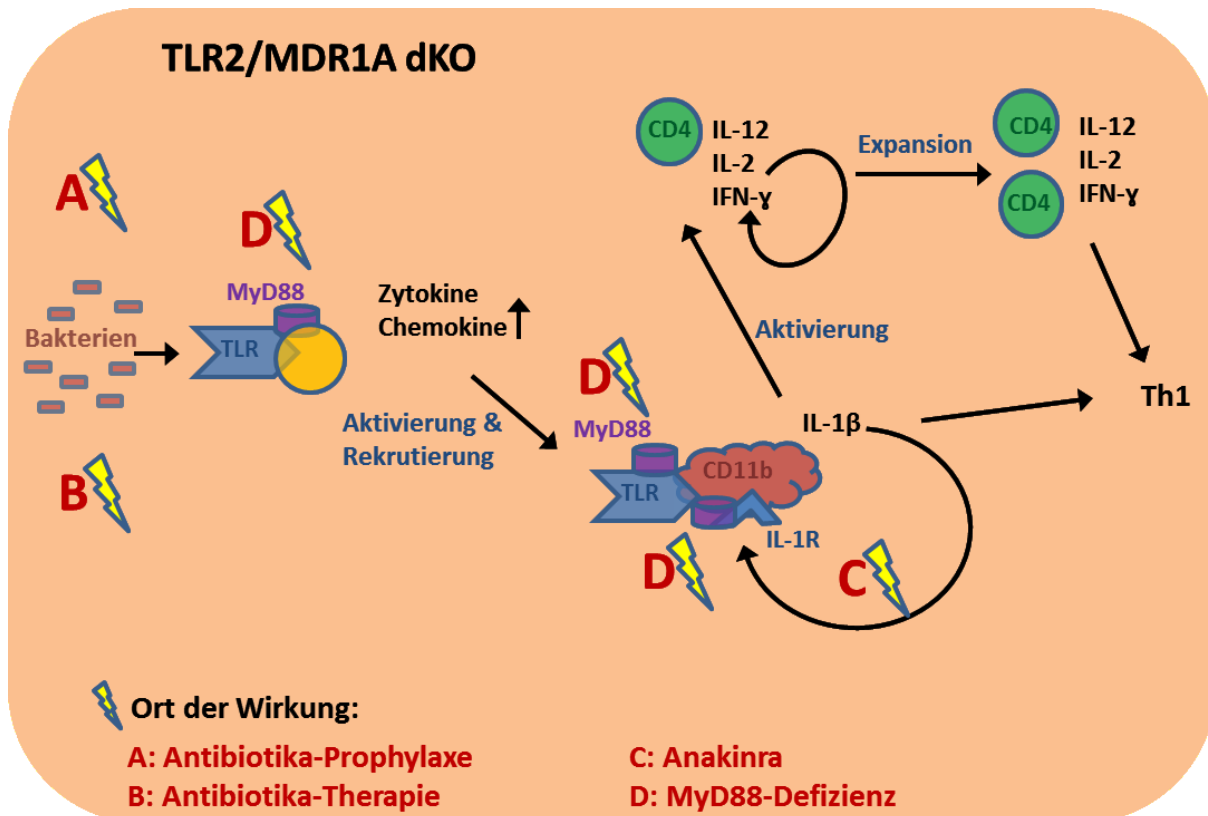 TLR2/MDR1A dKO
A
D
MyD88
Bakterien
TLR
B
Zytokine
Chemokine
Aktivierung &
Rekrutierung
CD4
IL-12
IL-2
IFN-ɣ
Expansion
CD4
CD4
IL-12
IL-2
IFN-ɣ
Aktivierung
Th1
IL-1β
D
MyD88
TLR
CD11b
IL-1R
D
C
Ort der Wirkung:
A: Antibiotika-Prophylaxe
B: Antibiotika-Therapie
C: Anakinra
D: MyD88-Defizienz